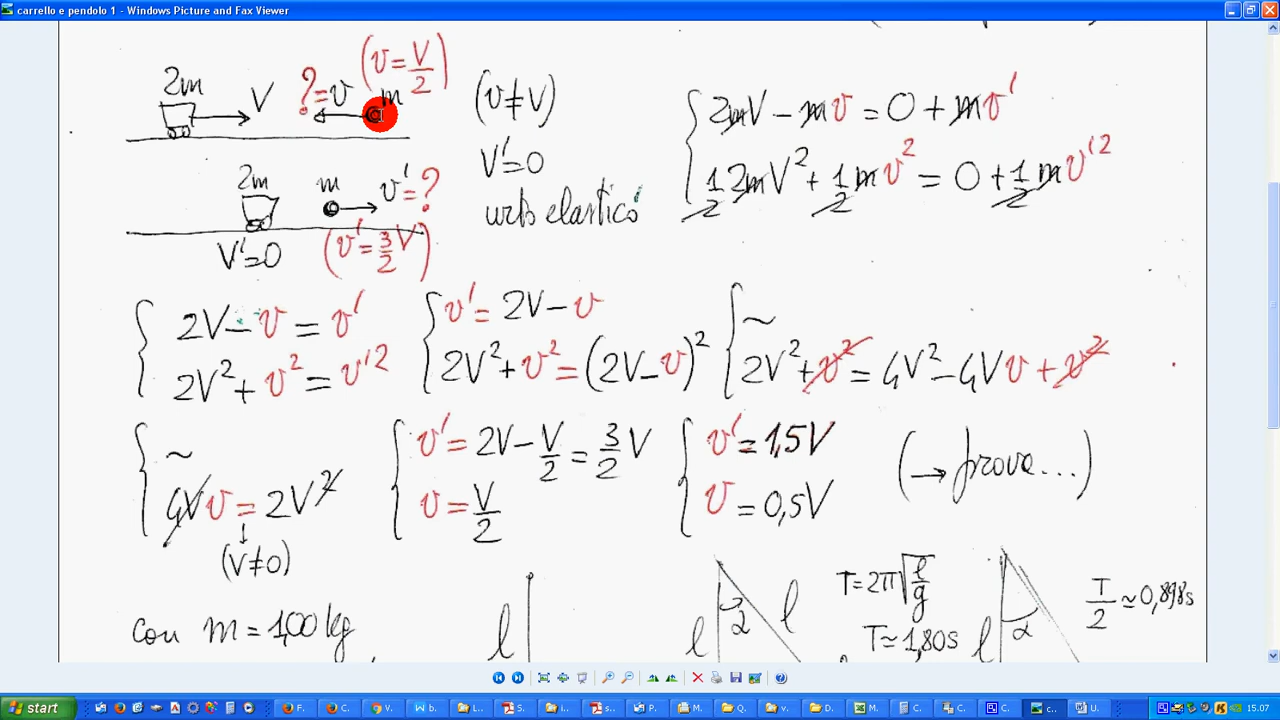 carrello e pendolo 1 - Windows Picture and Fax Viewer
2m V ?=v (v=V/2) m
(v≠V)
2mV - mv = 0 + mv'
V'=0
1/2 2mV² + 1/2 mv² = 0 + 1/2 mv'²
2m m v'=?
urto elastico
V'=0 (v'=3/2 V)
2V - v = v'
2V² + v² = v'²
v' = 2V - v
2V² + v² = (2V - v)²
~
2V² + v² = 4V² - 4Vv + v²
~
4Vv = 2V²
(V≠0)
v' = 2V - V/2 = 3/2 V
v = V/2
v' = 1,5V
v = 0,5V
(→ prove...)
con m = 1,00 kg
l
l α/2 l
T=2π√l/g
T≃1,80s
l α
T/2 ≃ 0,898s
start
F.
C.
V.
b.
L.
S.
i.
s.
P.
M.
C.
v.
D.
M.
C.
C.
C.
c.
U.
15.07